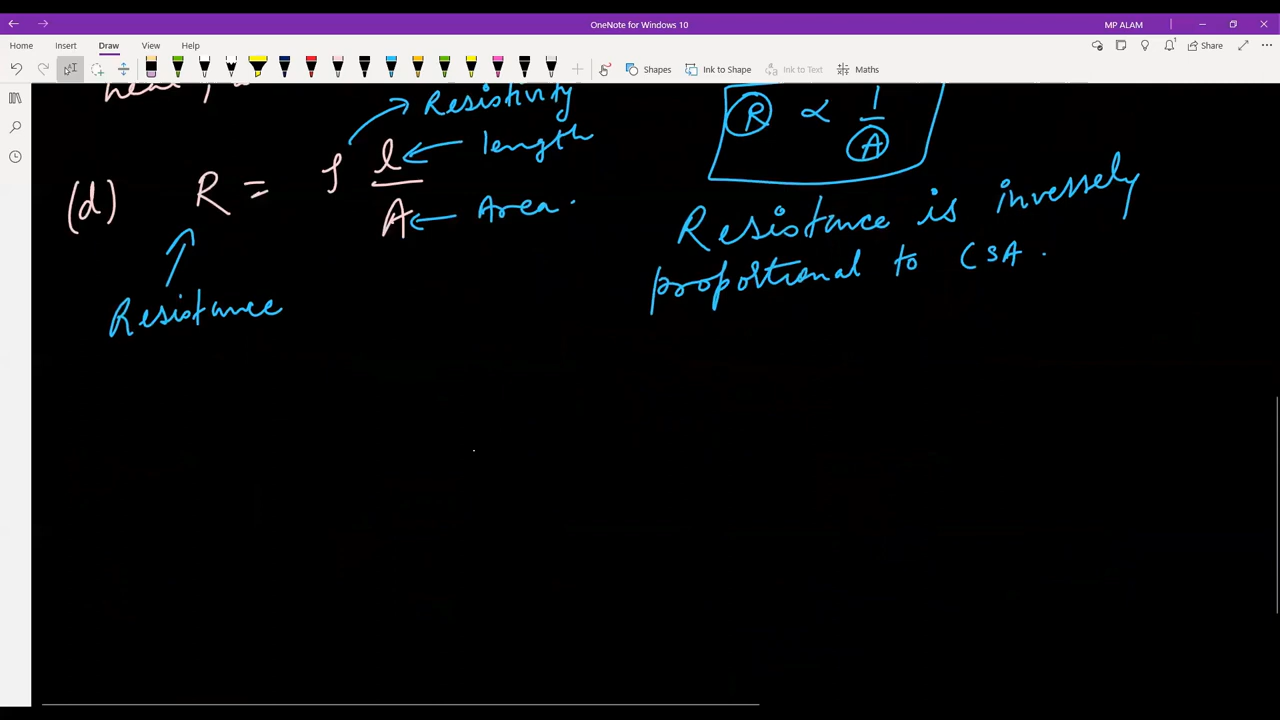 OneNote for Windows 10
MP ALAM
Home Insert Draw View Help
Share
Shapes
Ink to Shape
Ink to Text
Maths
heat,
Resistivity
length
(d) R = ρ l/A
Area.
Resistance
R ∝ 1/A
Resistance is inversely
proportional to CSA.